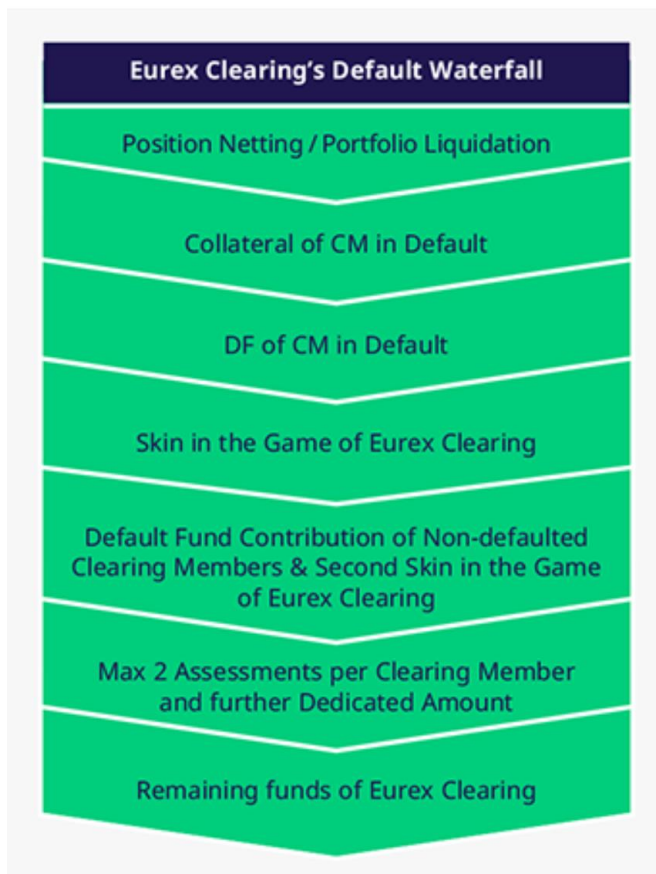 Eurex Clearing’s Default Waterfall
Position Netting / Portfolio Liquidation
Collateral of CM in Default
DF of CM in Default
Skin in the Game of Eurex Clearing
Default Fund Contribution of Non-defaulted
Clearing Members & Second Skin in the Game
of Eurex Clearing
Max 2 Assessments per Clearing Member
and further Dedicated Amount
Remaining funds of Eurex Clearing